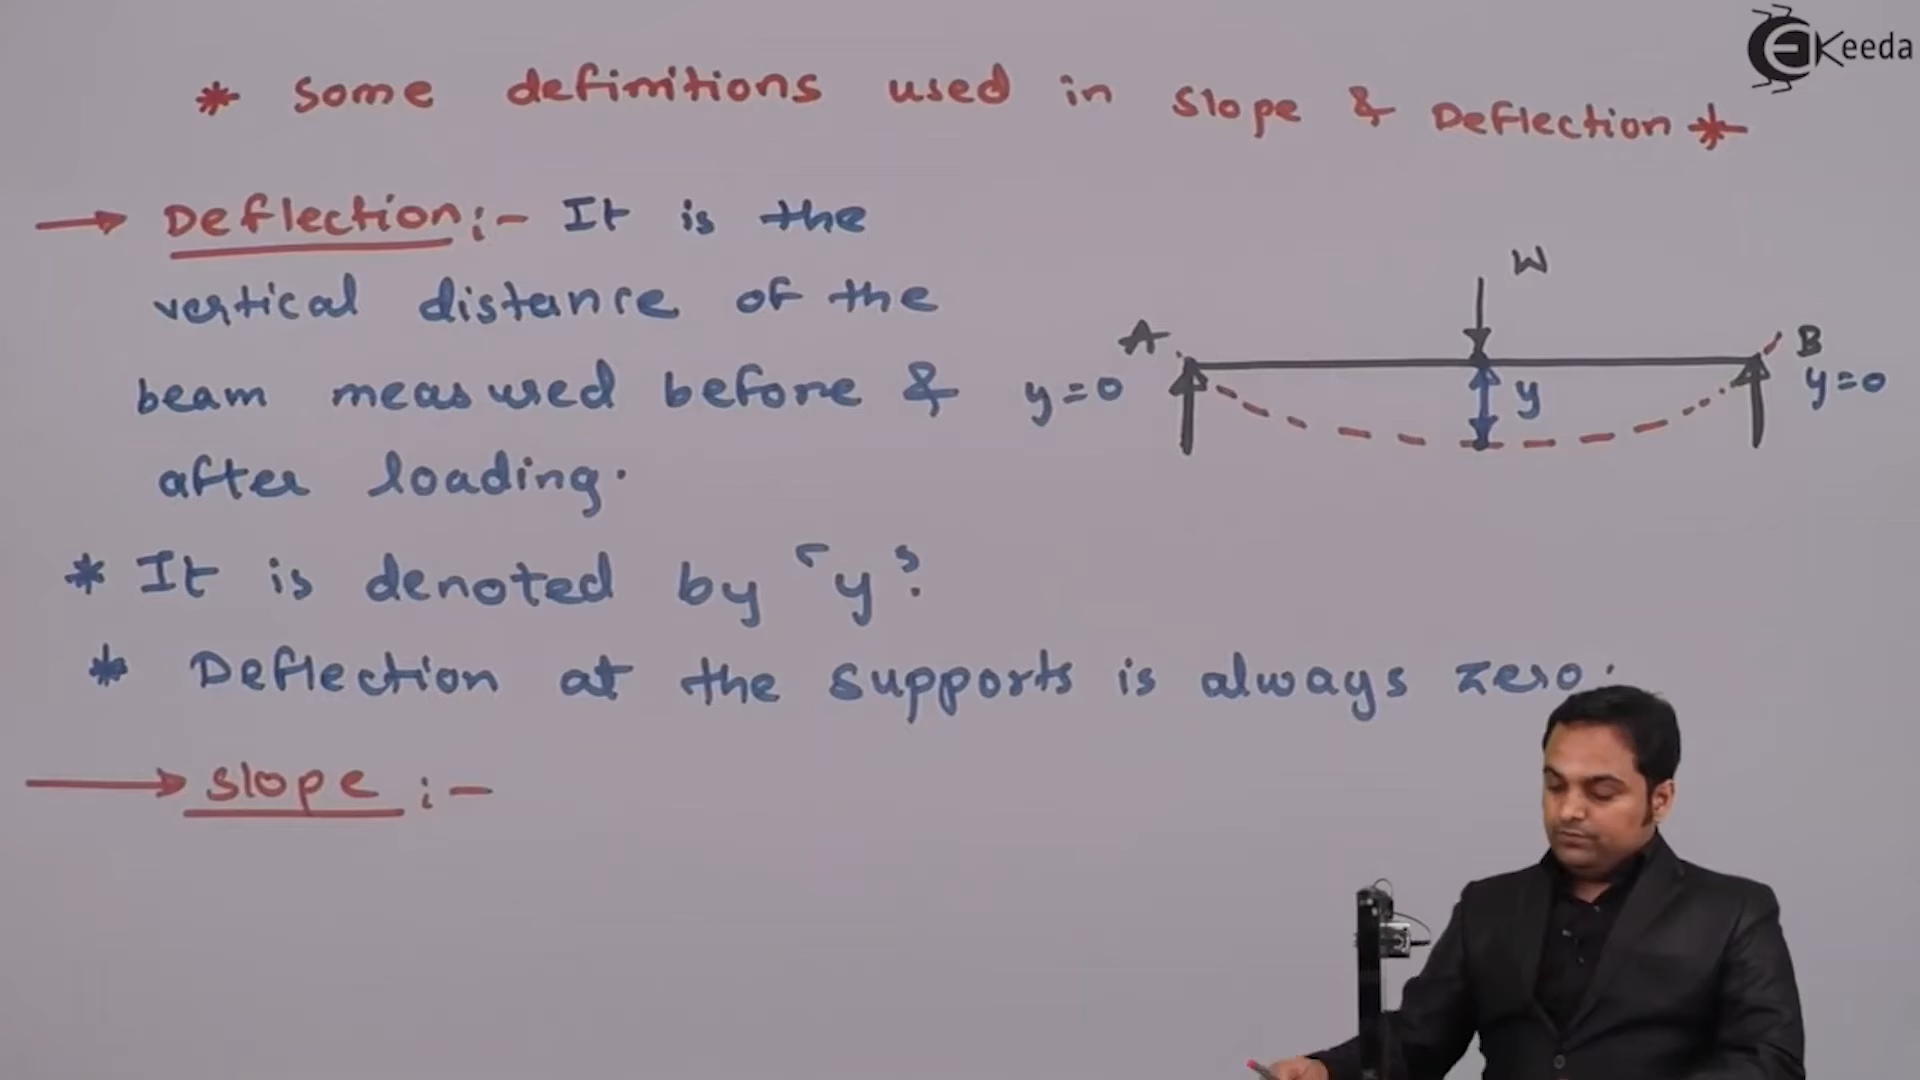 Ekeeda
* Some definitions used in slope & Deflection *
→ Deflection :- It is the
vertical distance of the
beam measured before &
after loading.
* It is denoted by 'y'.
* Deflection at the supports is always zero.
→ slope :-
W
A
B
y=0
y
y=0